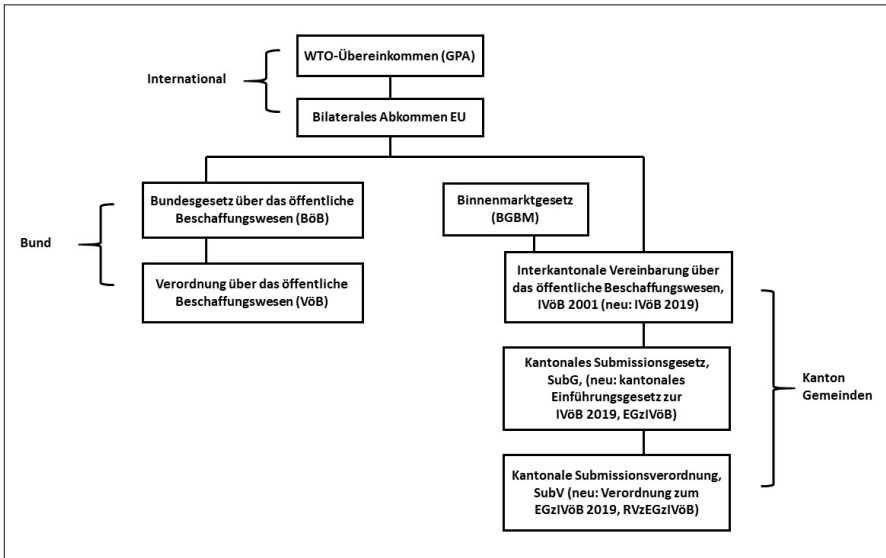 WTO-Übereinkommen (GPA)
International
Bilaterales Abkommen EU
Bundesgesetz über das öffentliche
Beschaffungswesen (BöB)
Binnenmarktgesetz
(BGBM)
Bund
Verordnung über das öffentliche
Beschaffungswesen (VöB)
Interkantonale Vereinbarung über
das öffentliche Beschaffungswesen,
IVöB 2001 (neu: IVöB 2019)
Kantonales Submissionsgesetz,
SubG, (neu: kantonales
Einführungsgesetz zur
IVöB 2019, EGzIVöB)
Kanton
Gemeinden
Kantonale Submissionsverordnung,
SubV (neu: Verordnung zum
EGzIVöB 2019, RVzEGzIVöB)